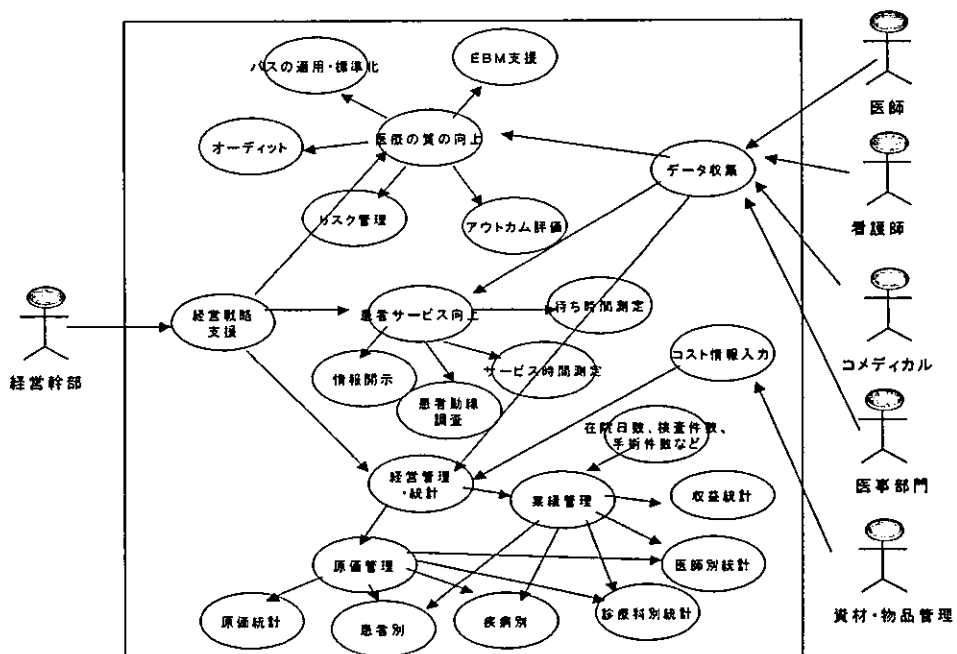 パスの適用・標準化
EBM支援
医師
オーディット
医療の質の向上
データ収集
リスク管理
アウトカム評価
看護師
経営戦略
支援
患者サービス向上
待ち時間測定
経営幹部
情報開示
サービス時間測定
コスト情報入力
コメディカル
患者動線
調査
在院日数、検査件数、
手術件数など
経営管理
・統計
業績管理
収益統計
医事部門
原価管理
医師別統計
原価統計
患者別
疾病別
診療科別統計
資材・物品管理